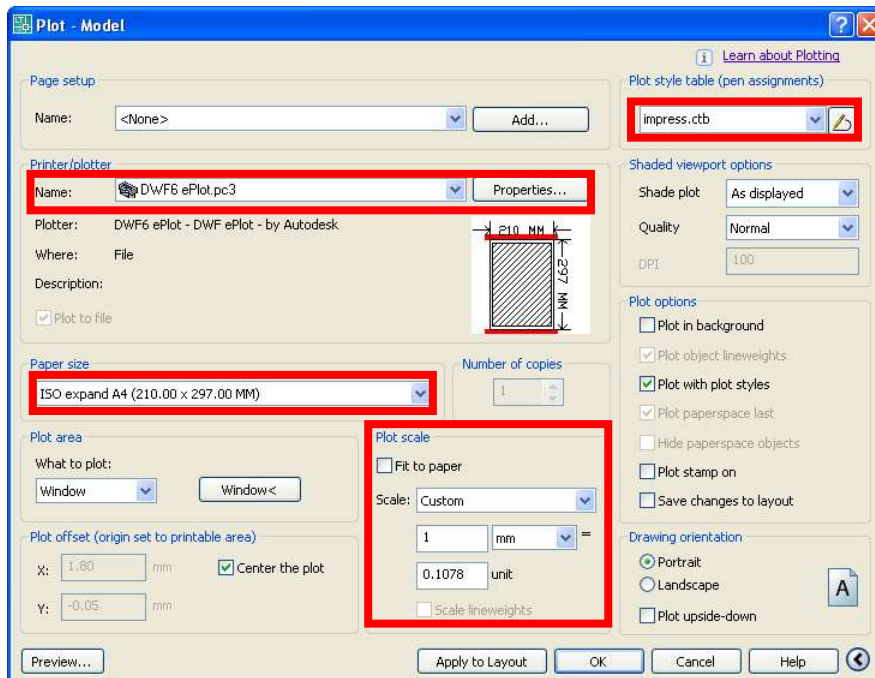 Plot - Model
Learn about Plotting
Page setup
Name: <None> Add...
Plot style table (pen assignments)
impress.ctb
Printer/plotter
Name: DWF6 ePlot.pc3 Properties...
Plotter: DWF6 ePlot - DWF ePlot - by Autodesk
Where: File
Description:
Plot to file
210 MM
297 MM
Shaded viewport options
Shade plot As displayed
Quality Normal
DPI 100
Paper size
ISO expand A4 (210.00 x 297.00 MM)
Number of copies
1
Plot options
Plot in background
Plot object lineweights
Plot with plot styles
Plot paperspace last
Hide paperspace objects
Plot stamp on
Save changes to layout
Plot area
What to plot:
Window Window<
Plot scale
Fit to paper
Scale: Custom
1 mm =
0.1078 unit
Scale lineweights
Plot offset (origin set to printable area)
X: 1.80 mm Center the plot
Y: -0.05 mm
Drawing orientation
Portrait
Landscape
Plot upside-down
A
Preview... Apply to Layout OK Cancel Help